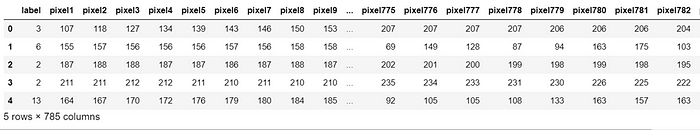 label pixel1 pixel2 pixel3 pixel4 pixel5 pixel6 pixel7 pixel8 pixel9 ... pixel775 pixel776 pixel777 pixel778 pixel779 pixel780 pixel781 pixel782
0 3 107 118 127 134 139 143 146 150 153 ... 207 207 207 207 206 206 206 204
1 6 155 157 156 156 156 157 156 158 158 ... 69 149 128 87 94 163 175 103
2 2 187 188 188 187 187 186 187 188 187 ... 202 201 200 199 198 199 198 195
3 2 211 211 212 212 211 210 211 210 210 ... 235 234 233 231 230 226 225 222
4 13 164 167 170 172 176 179 180 184 185 ... 92 105 105 108 133 163 157 163
5 rows × 785 columns